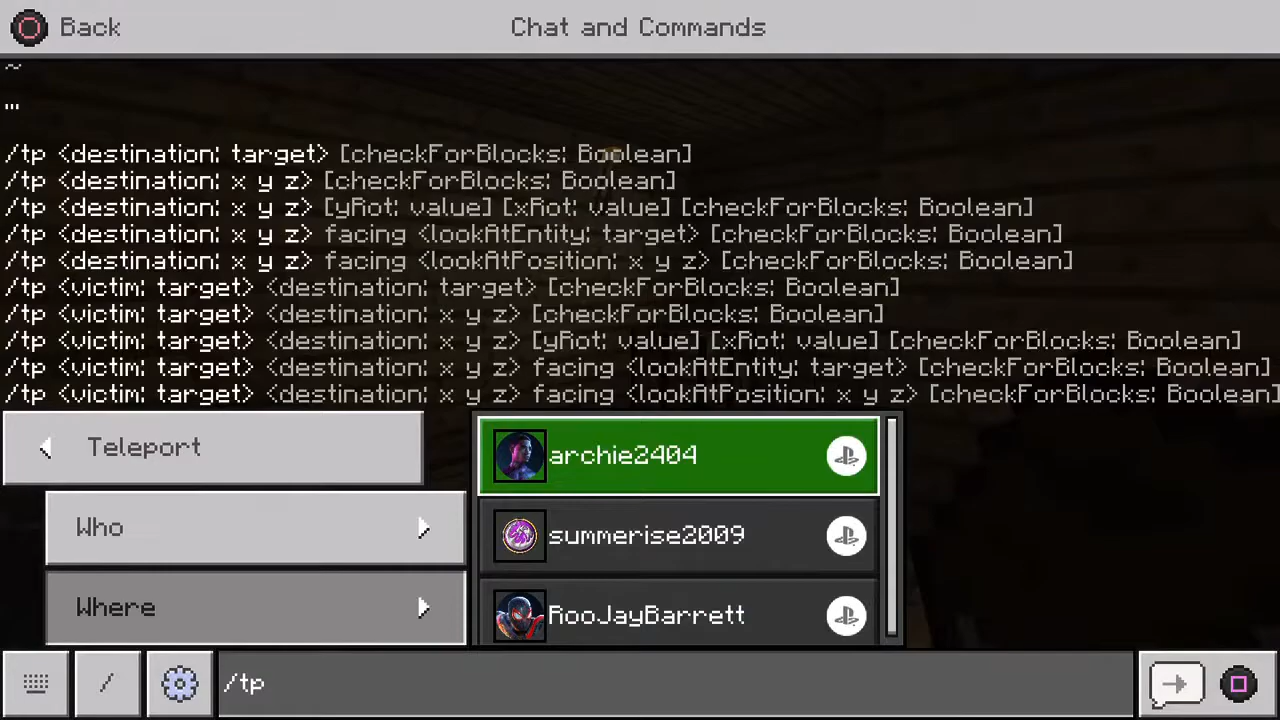 Back
Chat and Commands
~
...
/tp <destination: target> [checkForBlocks: Boolean]
/tp <destination: x y z> [checkForBlocks: Boolean]
/tp <destination: x y z> [yRot: value] [xRot: value] [checkForBlocks: Boolean]
/tp <destination: x y z> facing <lookAtEntity: target> [checkForBlocks: Boolean]
/tp <destination: x y z> facing <lookAtPosition: x y z> [checkForBlocks: Boolean]
/tp <victim: target> <destination: target> [checkForBlocks: Boolean]
/tp <victim: target> <destination: x y z> [checkForBlocks: Boolean]
/tp <victim: target> <destination: x y z> [yRot: value] [xRot: value] [checkForBlocks: Boolean]
/tp <victim: target> <destination: x y z> facing <lookAtEntity: target> [checkForBlocks: Boolean]
/tp <victim: target> <destination: x y z> facing <lookAtPosition: x y z> [checkForBlocks: Boolean]
Teleport
Who
Where
archie2404
summerise2009
RooJayBarrett
/
/tp